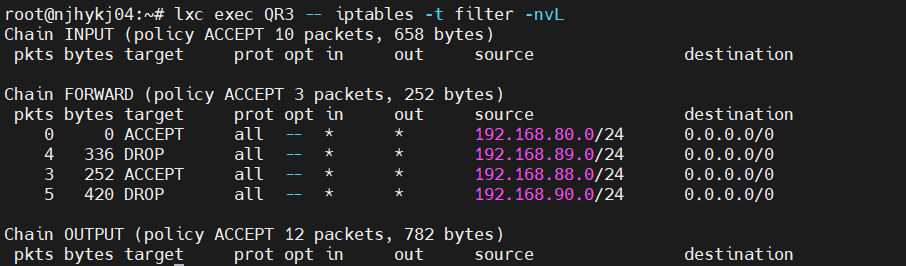 root@njhykj04:~# lxc exec QR3 -- iptables -t filter -nvL
Chain INPUT (policy ACCEPT 10 packets, 658 bytes)
 pkts bytes target     prot opt in     out     source               destination

Chain FORWARD (policy ACCEPT 3 packets, 252 bytes)
 pkts bytes target     prot opt in     out     source               destination
    0     0 ACCEPT     all  --  *      *       192.168.80.0/24      0.0.0.0/0
    4   336 DROP       all  --  *      *       192.168.89.0/24      0.0.0.0/0
    3   252 ACCEPT     all  --  *      *       192.168.88.0/24      0.0.0.0/0
    5   420 DROP       all  --  *      *       192.168.90.0/24      0.0.0.0/0

Chain OUTPUT (policy ACCEPT 12 packets, 782 bytes)
 pkts bytes target     prot opt in     out     source               destination